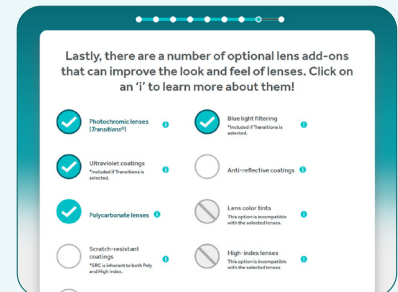 Lastly, there are a number of optional lens add-ons
that can improve the look and feel of lenses. Click on
an 'i' to learn more about them!
Photochromic lenses
(Transitions®)
i
Blue light filtering
*Included if Transitions is
selected.
i
Ultraviolet coatings
*Included if Transitions is
selected.
i
Anti-reflective coatings
i
Polycarbonate lenses
i
Lens color tints
This option is incompatible
with the selected lenses.
i
Scratch-resistant
coatings
*SRC is inherent to both Poly
and High Index.
i
High-index lenses
This option is incompatible
with the selected lenses.
i